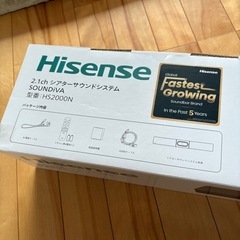 Hisense
2.1ch シアターサウンドシステム
SOUNDiVA
型番:HS2000N
パッケージ内容
Hisense
Global
Fastest
Growing
Soundbar Brand
In the Past 5 Years